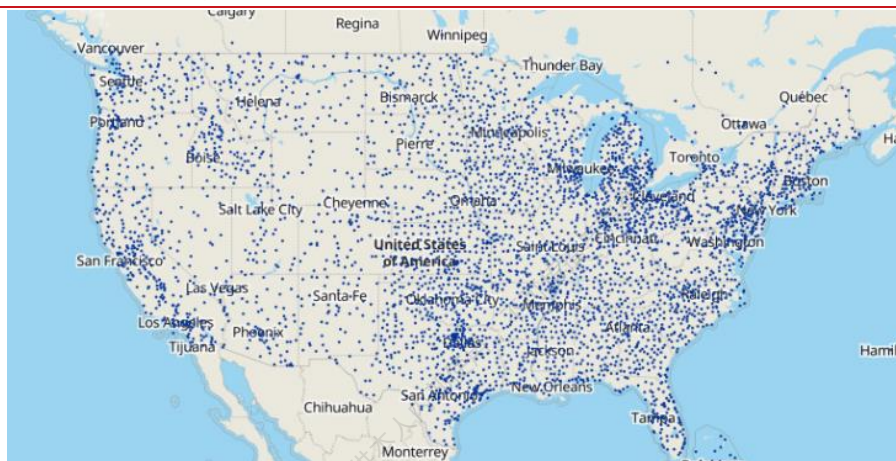 Calgary
Regina
Winnipeg
Vancouver
Thunder Bay
Seattle
Québec
Helena
Bismarck
Portland
Ottawa
Minneapolis
Pierre
Toronto
Boise
Milwaukee
Boston
Cleveland
Salt Lake City
Cheyenne
Omaha
New York
United States
of America
Saint Louis
Cincinnati
Washington
San Francisco
Las Vegas
Santa Fe
Oklahoma City
Memphis
Raleigh
Los Angeles
Phoenix
Atlanta
Tijuana
Dallas
Jackson
Hamil
New Orleans
San Antonio
Chihuahua
Tampa
Monterrey